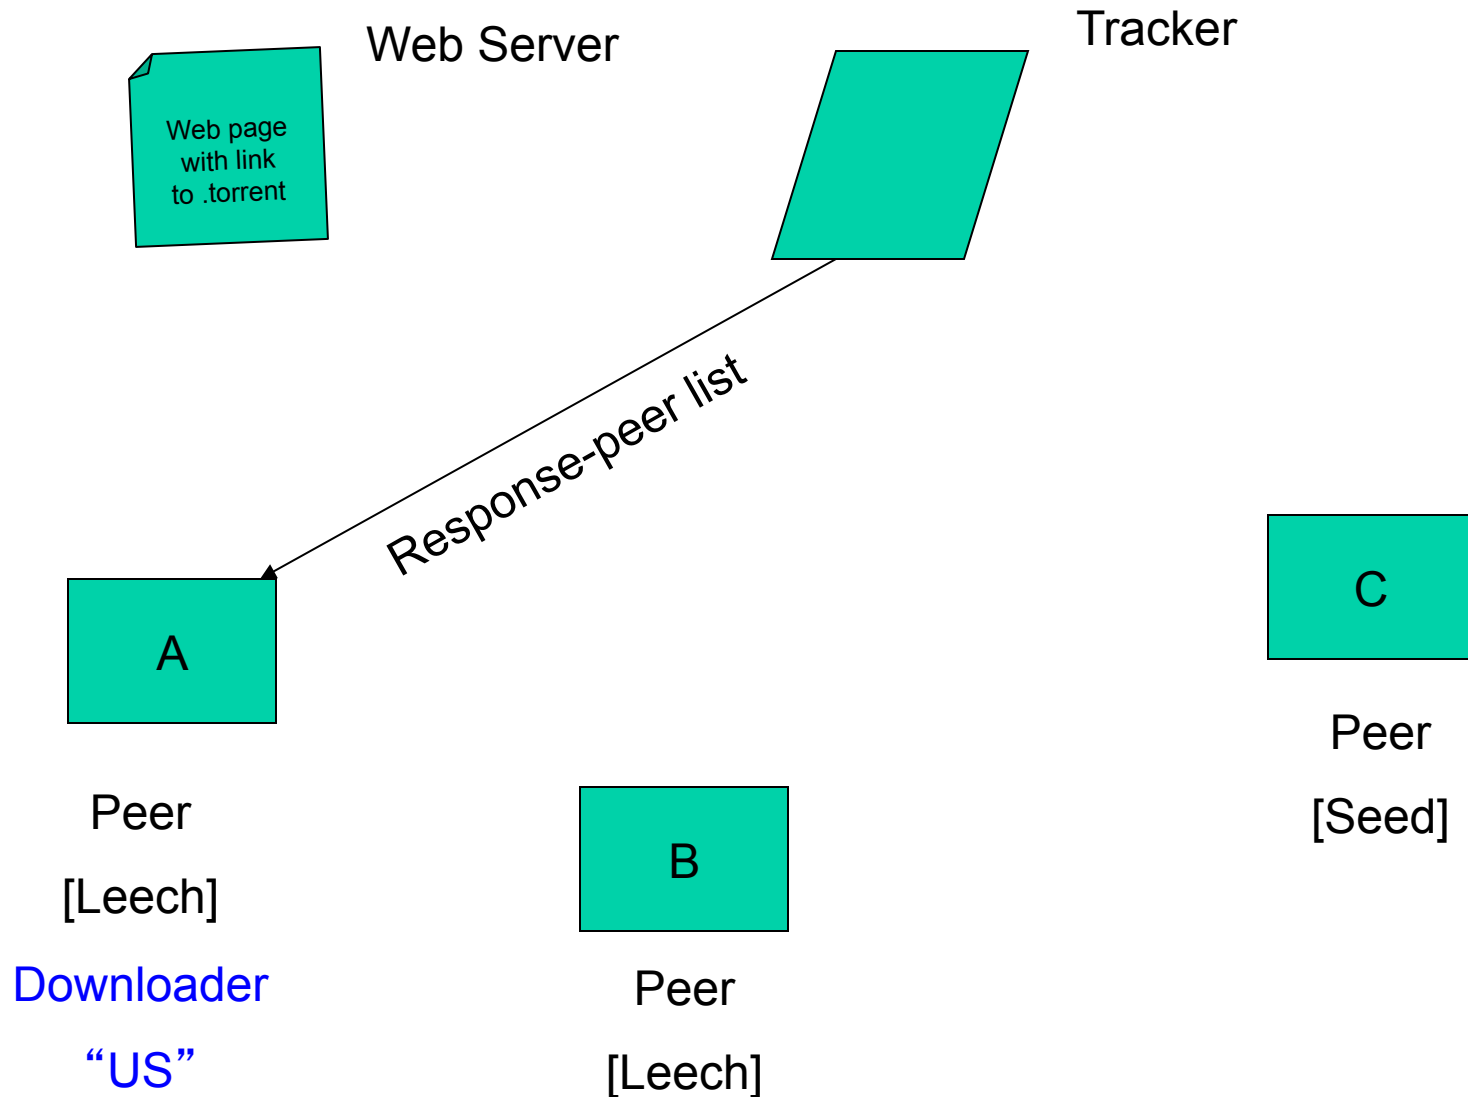 Web Server
Tracker
Web page
with link
to .torrent
Response-peer list
A
Peer
[Leech]
Downloader
“US”
B
Peer
[Leech]
C
Peer
[Seed]